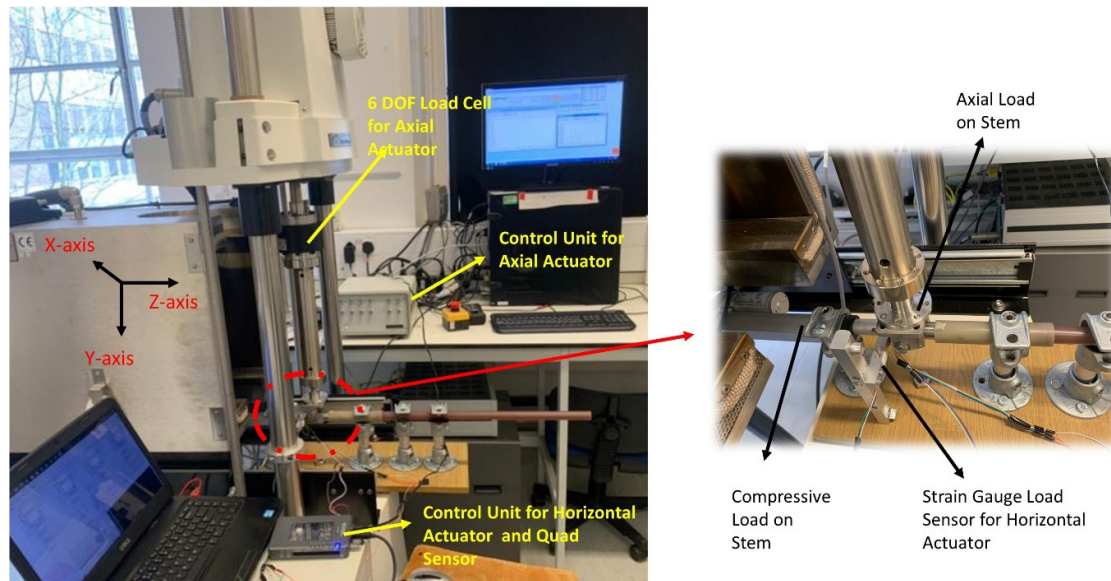 6 DOF Load Cell
for Axial
Actuator
Control Unit for
Axial Actuator
X-axis
Z-axis
Y-axis
Control Unit for Horizontal
Actuator and Quad
Sensor
Axial Load
on Stem
Compressive
Load on
Stem
Strain Gauge Load
Sensor for Horizontal
Actuator
CE
DELL